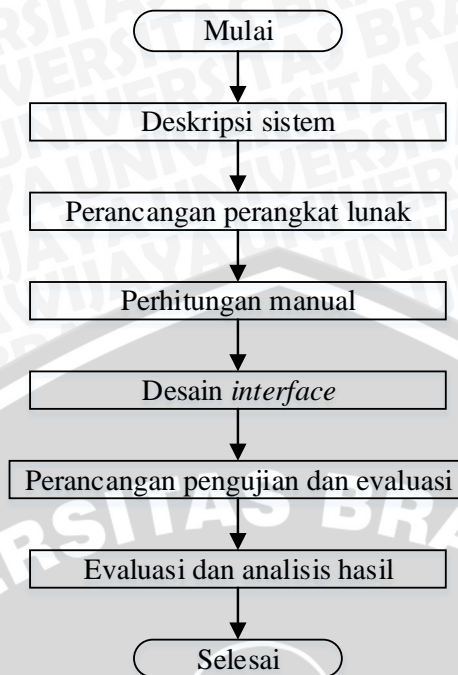 Mulai
Deskripsi sistem
Perancangan perangkat lunak
Perhitungan manual
Desain interface
Perancangan pengujian dan evaluasi
Evaluasi dan analisis hasil
Selesai